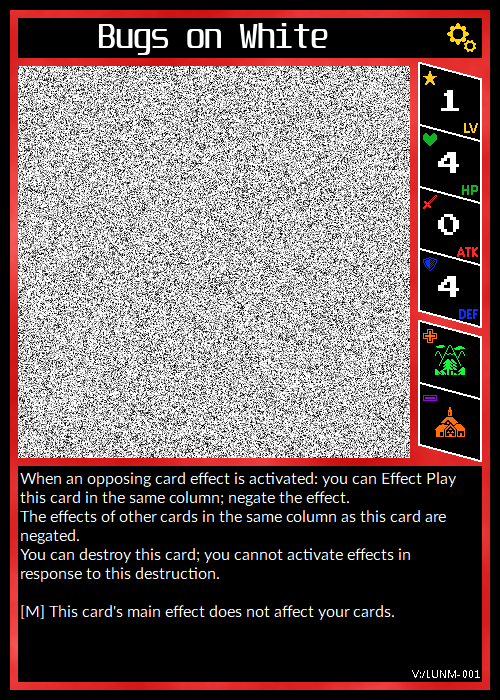 Bugs on White
1
LV
4
HP
0
ATK
4
DEF
When an opposing card effect is activated: you can Effect Play
this card in the same column; negate the effect.
The effects of other cards in the same column as this card are
negated.
You can destroy this card; you cannot activate effects in
response to this destruction.
[M] This card's main effect does not affect your cards.
V:/LUNM-001